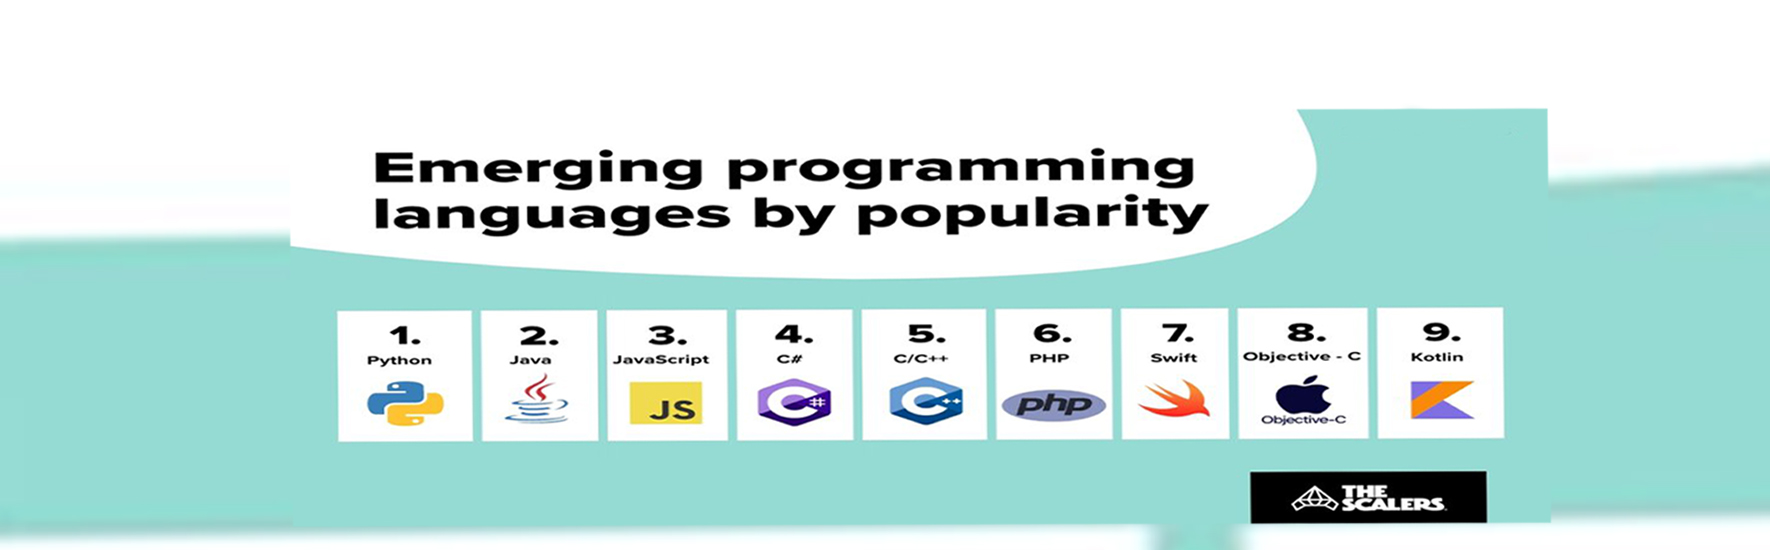 Emerging programming
languages by popularity
1.
Python
2.
Java
3.
JavaScript
JS
4.
C#
C#
5.
C/C++
C++
6.
PHP
php
7.
Swift
8.
Objective - C
Objective-C
9.
Kotlin
THE
SCALERS